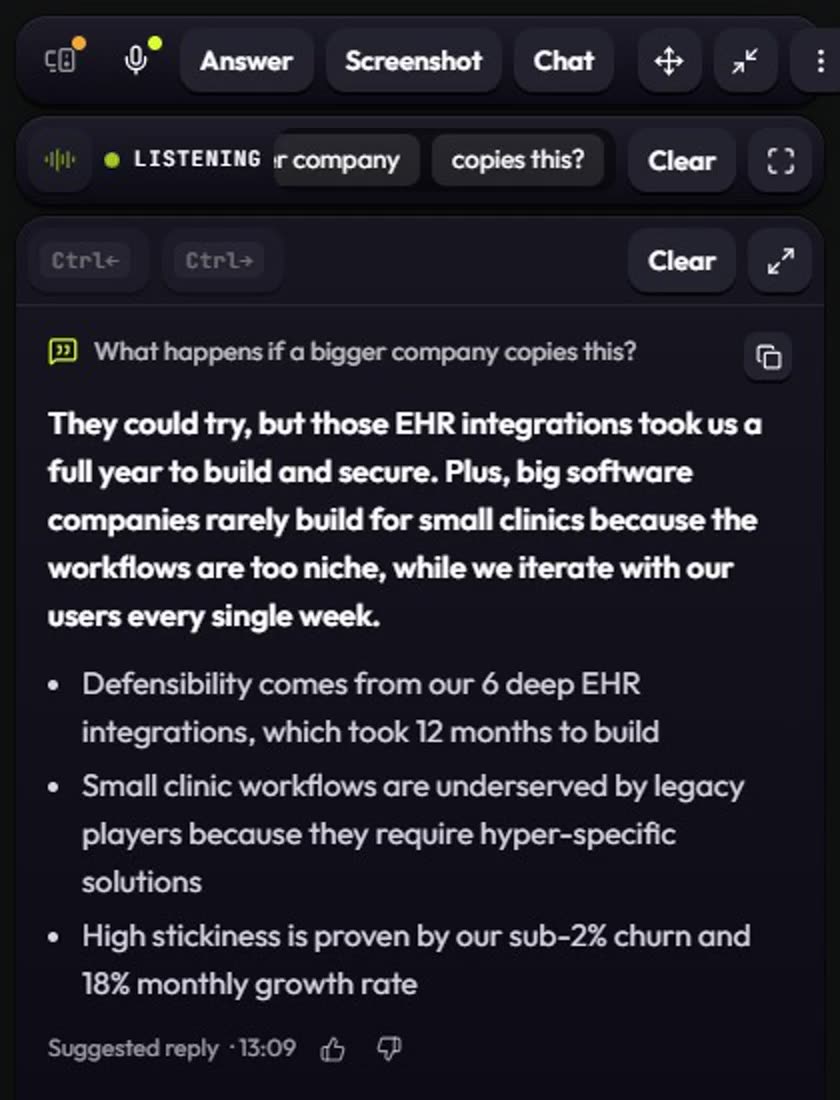 Answer Screenshot Chat
LISTENING r company copies this? Clear
Ctrl← Ctrl→ Clear
What happens if a bigger company copies this?
They could try, but those EHR integrations took us a
full year to build and secure. Plus, big software
companies rarely build for small clinics because the
workflows are too niche, while we iterate with our
users every single week.
• Defensibility comes from our 6 deep EHR
integrations, which took 12 months to build
• Small clinic workflows are underserved by legacy
players because they require hyper-specific
solutions
• High stickiness is proven by our sub-2% churn and
18% monthly growth rate
Suggested reply · 13:09